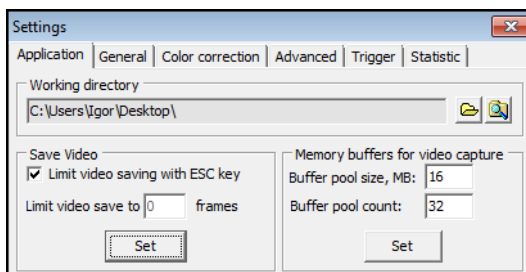 Settings
Application General Color correction Advanced Trigger Statistic
Working directory
C:\Users\Igor\Desktop\
Save Video
Limit video saving with ESC key
Limit video save to 0 frames
Set
Memory buffers for video capture
Buffer pool size, MB: 16
Buffer pool count: 32
Set